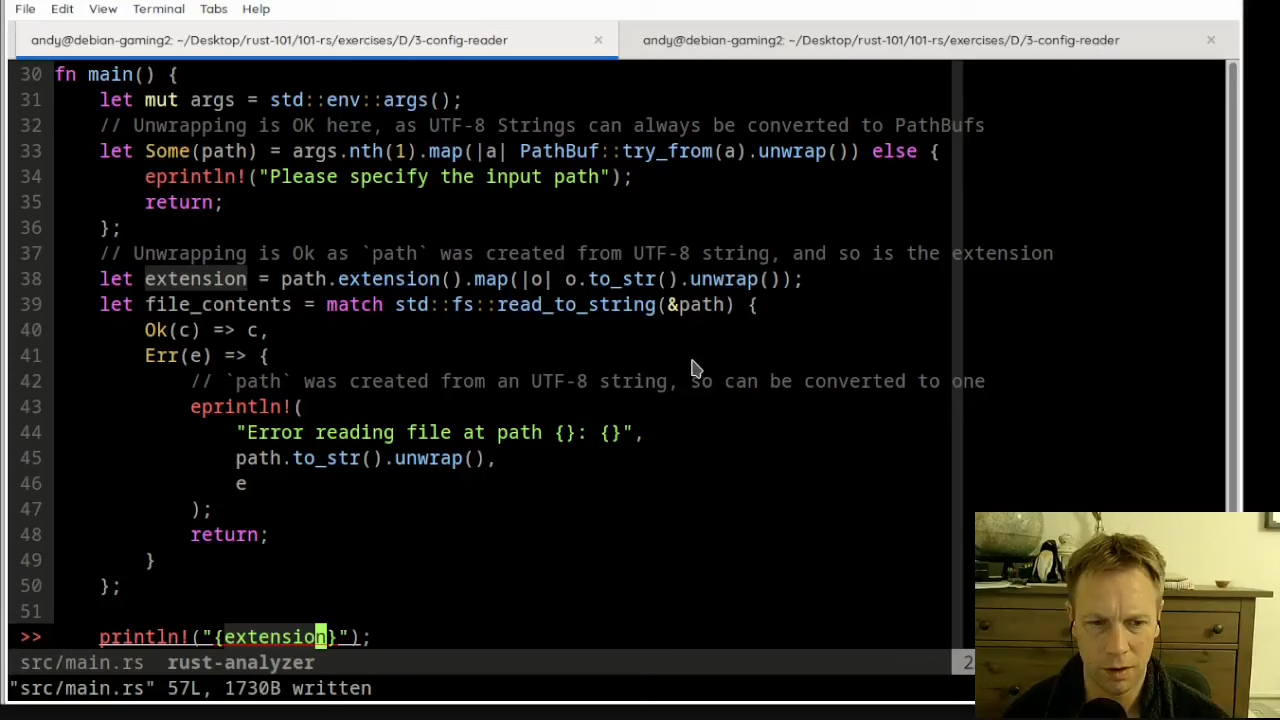 File Edit View Terminal Tabs Help
andy@debian-gaming2: ~/Desktop/rust-101/101-rs/exercises/D/3-config-reader × andy@debian-gaming2: ~/Desktop/rust-101/101-rs/exercises/D/3-config-reader ×
30 fn main() {
31     let mut args = std::env::args();
32     // Unwrapping is OK here, as UTF-8 Strings can always be converted to PathBufs
33     let Some(path) = args.nth(1).map(|a| PathBuf::try_from(a).unwrap()) else {
34         eprintln!("Please specify the input path");
35         return;
36     };
37     // Unwrapping is Ok as `path` was created from UTF-8 string, and so is the extension
38     let extension = path.extension().map(|o| o.to_str().unwrap());
39     let file_contents = match std::fs::read_to_string(&path) {
40         Ok(c) => c,
41         Err(e) => {
42             // `path` was created from an UTF-8 string, so can be converted to one
43             eprintln!(
44                 "Error reading file at path {}: {}",
45                 path.to_str().unwrap(),
46                 e
47             );
48             return;
49         }
50     };
51
>>     println!("{extension}");
src/main.rs rust-analyzer 2
"src/main.rs" 57L, 1730B written